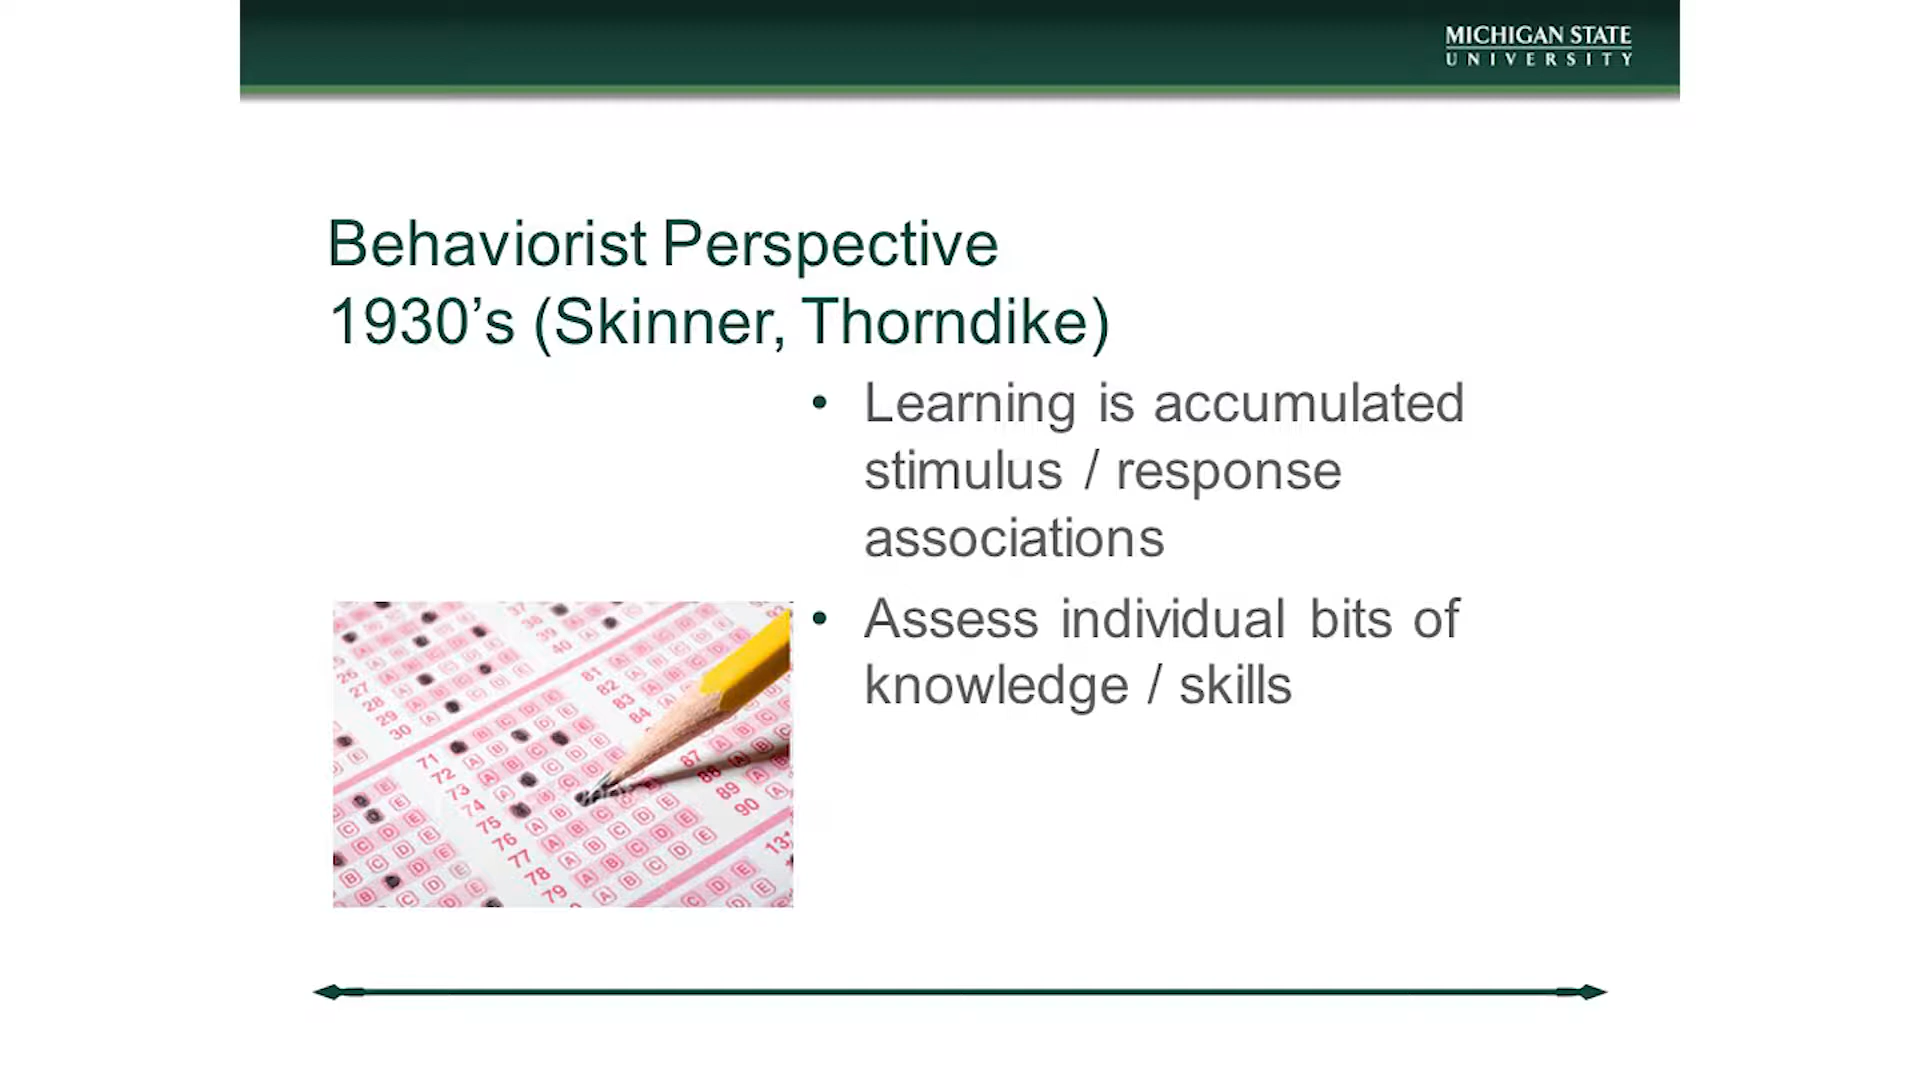 MICHIGAN STATE
UNIVERSITY
Behaviorist Perspective
1930’s (Skinner, Thorndike)
• Learning is accumulated
stimulus / response
associations
• Assess individual bits of
knowledge / skills